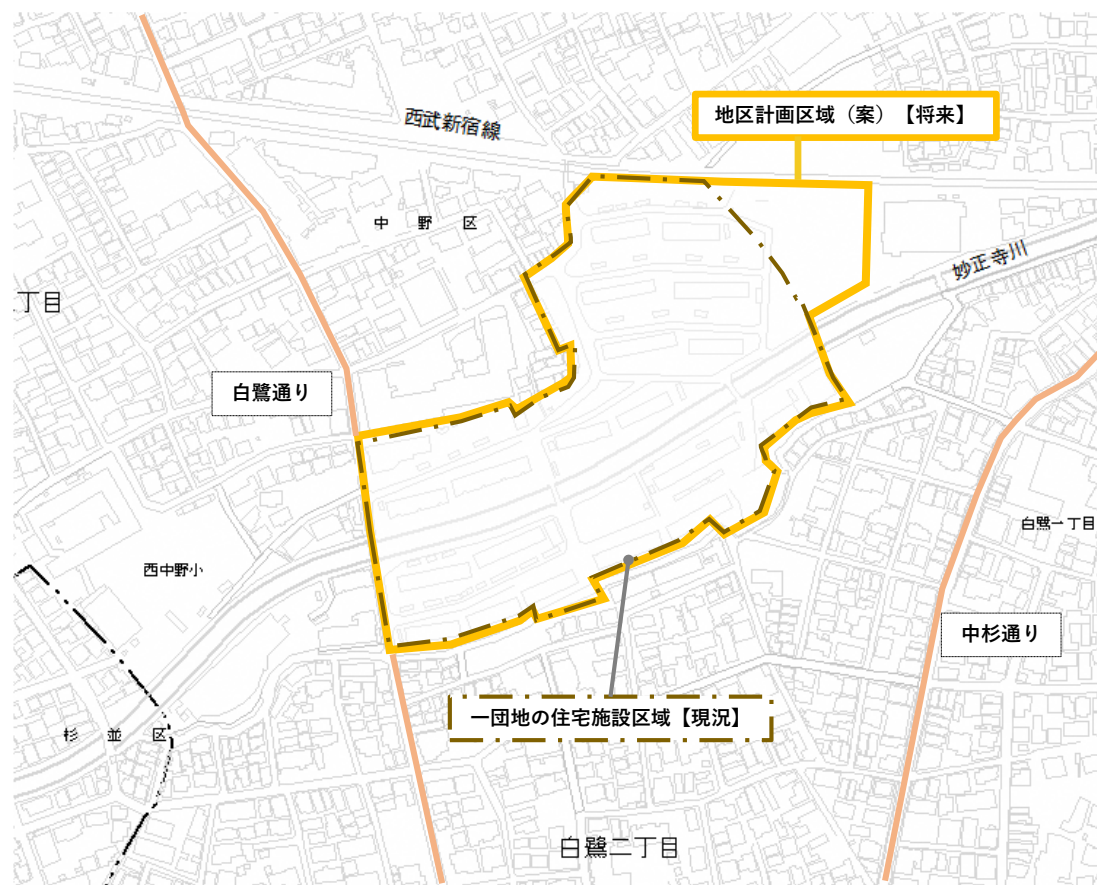 地区計画区域（案）【将来】
西武新宿線
中野区
妙正寺川
丁目
白鷺通り
白鷺一丁目
西中野小
中杉通り
一団地の住宅施設区域【現況】
杉並区
白鷺二丁目